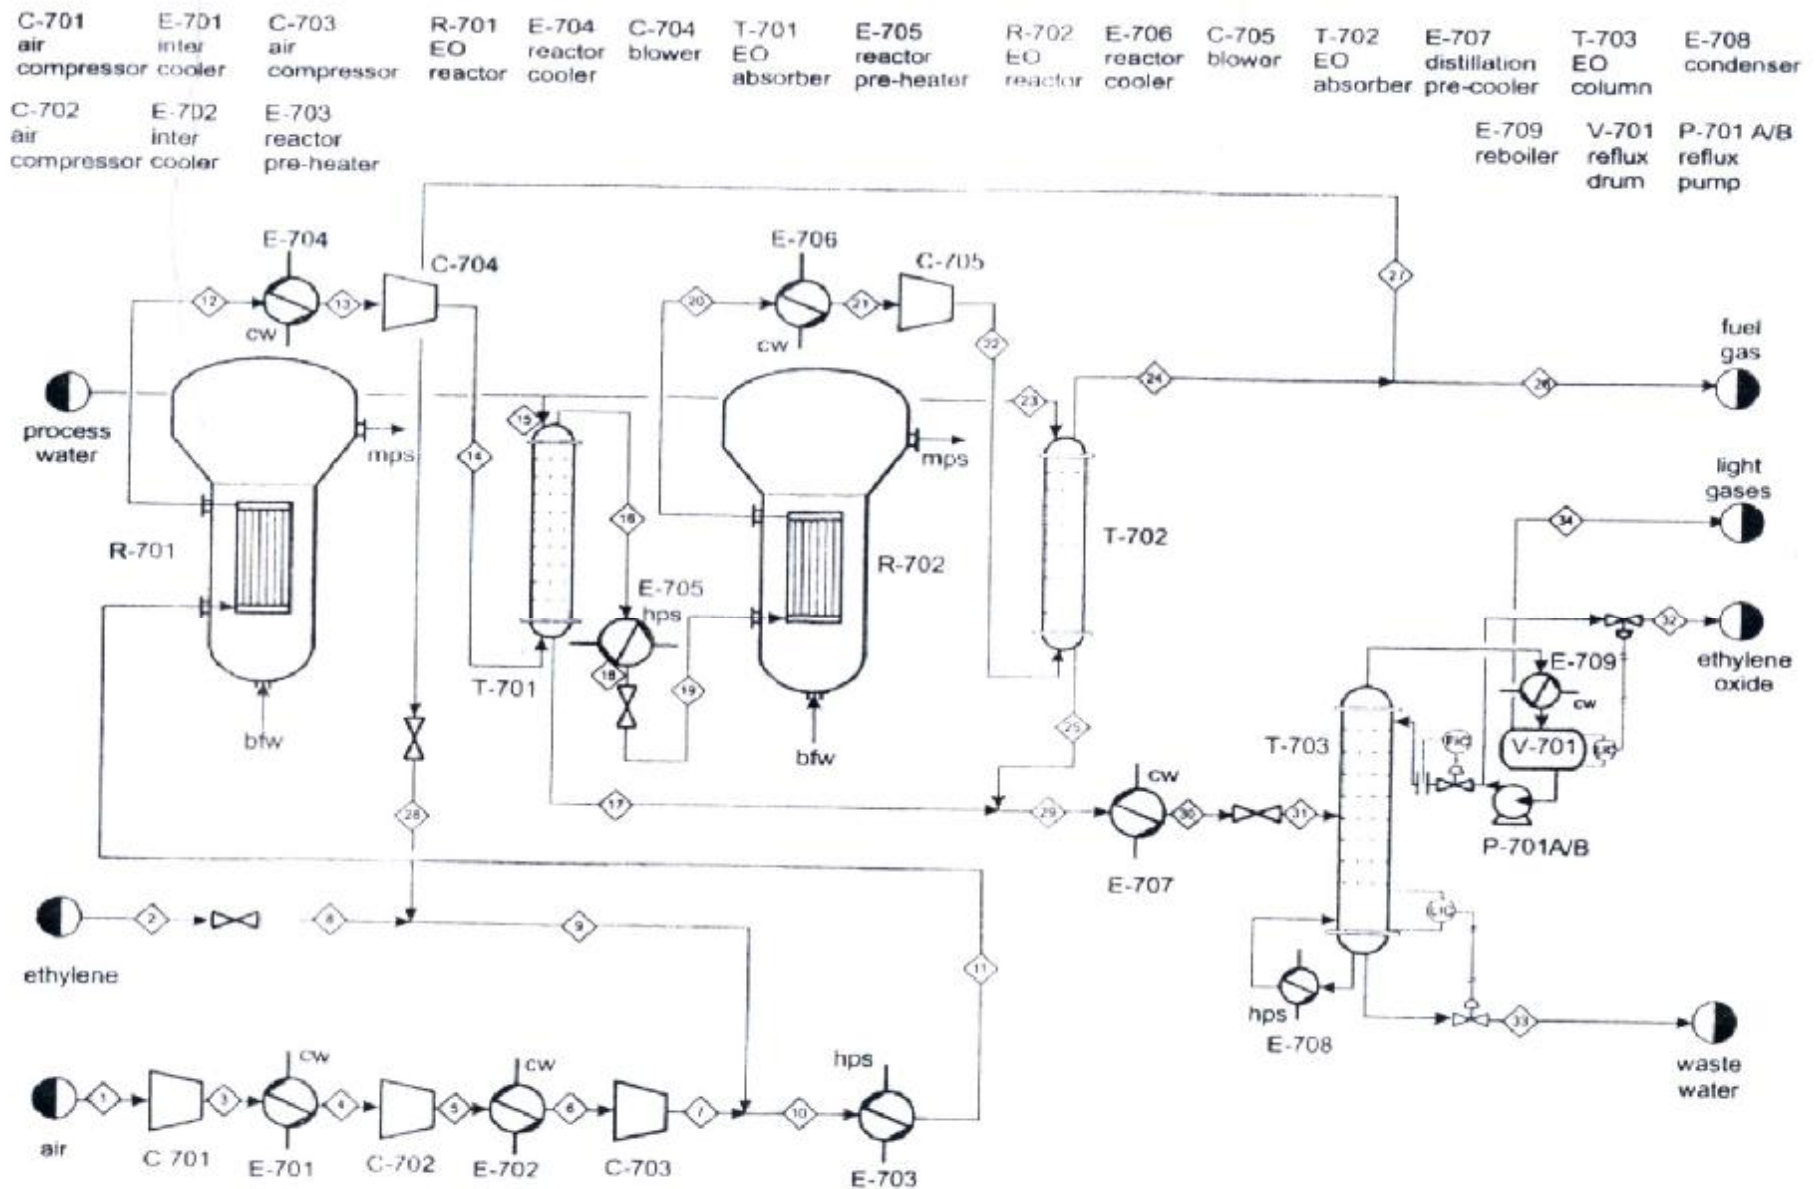 C-701 E-701 C-703 R-701 E-704 C-704 T-701 E-705 R-702 E-706 C-705 T-702 E-707 T-703 E-708
air inter air EO reactor blower EO reactor EO reactor blower EO distillation EO condenser
compressor cooler compressor reactor cooler absorber pre-heater reactor cooler absorber pre-cooler column
C-702 E-702 E-703 E-709 V-701 P-701 A/B
air inter reactor reboiler reflux reflux
compressor cooler pre-heater drum pump
E-704 E-706
C-704 C-705
27
12 13 20 21
cw cw 22
fuel
gas
24 26
process
water
15 23
mps 14 mps
light
gases
16 34
R-701 T-702
R-702
E-705
hps
32
18 19
T-701
E-709
ethylene
oxide
cw
25
bfw bfw
T-703 FIC V-701 LIC
cw
17 29 30 31
28
P-701A/B
E-707
2 8 9
LIC
ethylene
11
hps 33
E-708
waste
water
cw cw hps
1 3 4 5 6 7 10
air
C 701 E-701 C-702 E-702 C-703 E-703